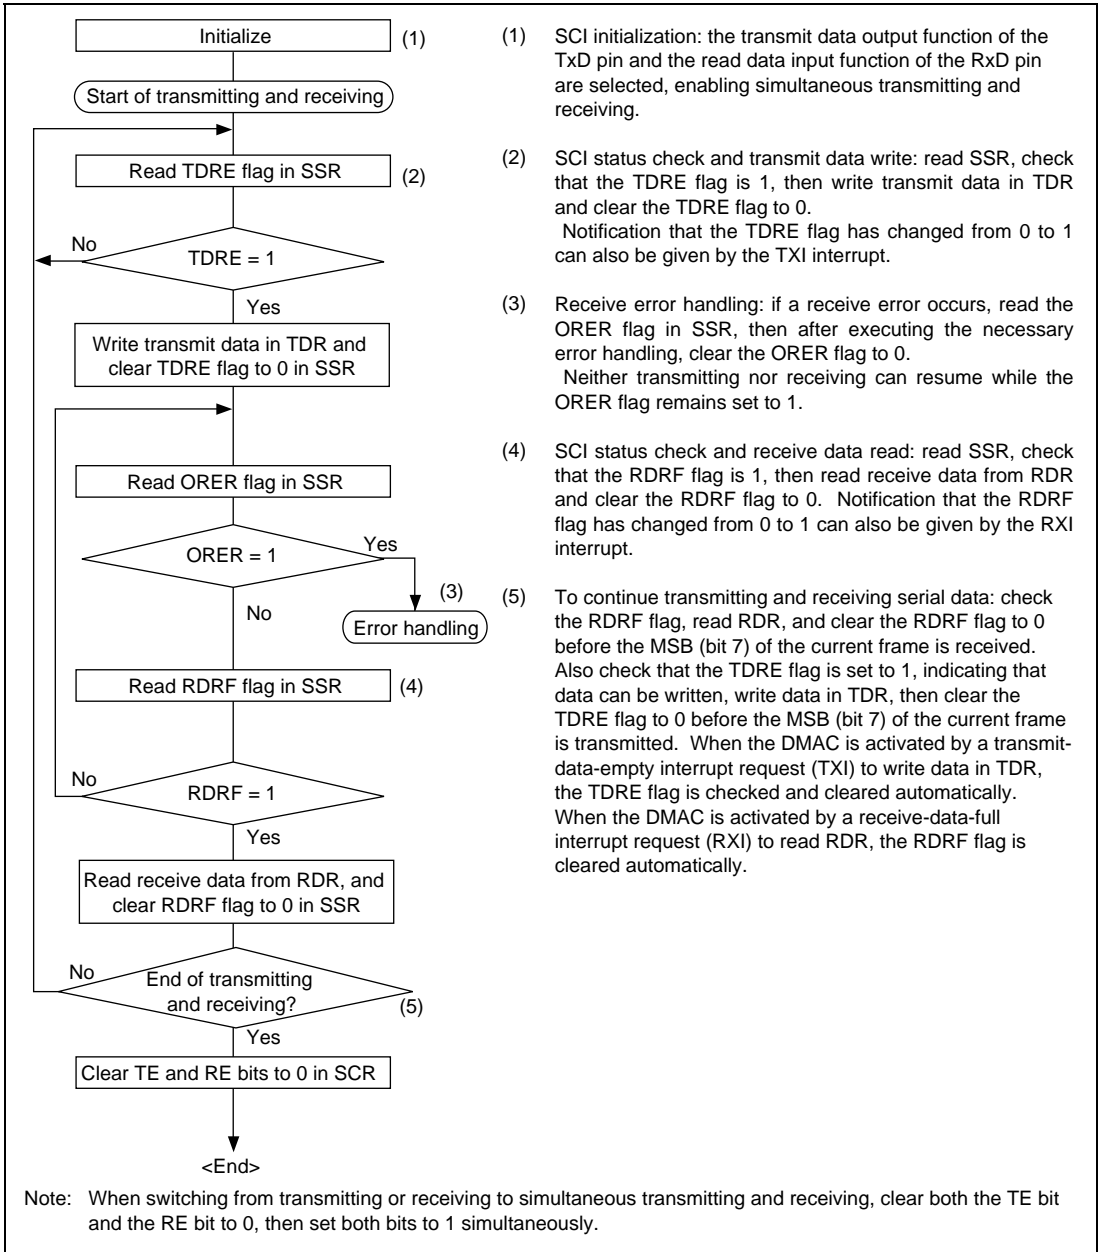 Initialize
(1)
Start of transmitting and receiving
Read TDRE flag in SSR
(2)
No
TDRE = 1
Yes
Write transmit data in TDR and
clear TDRE flag to 0 in SSR
Read ORER flag in SSR
ORER = 1
Yes
(3)
No
Error handling
Read RDRF flag in SSR
(4)
No
RDRF = 1
Yes
Read receive data from RDR, and
clear RDRF flag to 0 in SSR
No
End of transmitting
and receiving?
(5)
Yes
Clear TE and RE bits to 0 in SCR
<End>
(1) SCI initialization: the transmit data output function of the
TxD pin and the read data input function of the RxD pin
are selected, enabling simultaneous transmitting and
receiving.
(2) SCI status check and transmit data write: read SSR, check
that the TDRE flag is 1, then write transmit data in TDR
and clear the TDRE flag to 0.
Notification that the TDRE flag has changed from 0 to 1
can also be given by the TXI interrupt.
(3) Receive error handling: if a receive error occurs, read the
ORER flag in SSR, then after executing the necessary
error handling, clear the ORER flag to 0.
Neither transmitting nor receiving can resume while the
ORER flag remains set to 1.
(4) SCI status check and receive data read: read SSR, check
that the RDRF flag is 1, then read receive data from RDR
and clear the RDRF flag to 0. Notification that the RDRF
flag has changed from 0 to 1 can also be given by the RXI
interrupt.
(5) To continue transmitting and receiving serial data: check
the RDRF flag, read RDR, and clear the RDRF flag to 0
before the MSB (bit 7) of the current frame is received.
Also check that the TDRE flag is set to 1, indicating that
data can be written, write data in TDR, then clear the
TDRE flag to 0 before the MSB (bit 7) of the current frame
is transmitted. When the DMAC is activated by a transmit-
data-empty interrupt request (TXI) to write data in TDR,
the TDRE flag is checked and cleared automatically.
When the DMAC is activated by a receive-data-full
interrupt request (RXI) to read RDR, the RDRF flag is
cleared automatically.
Note: When switching from transmitting or receiving to simultaneous transmitting and receiving, clear both the TE bit
and the RE bit to 0, then set both bits to 1 simultaneously.